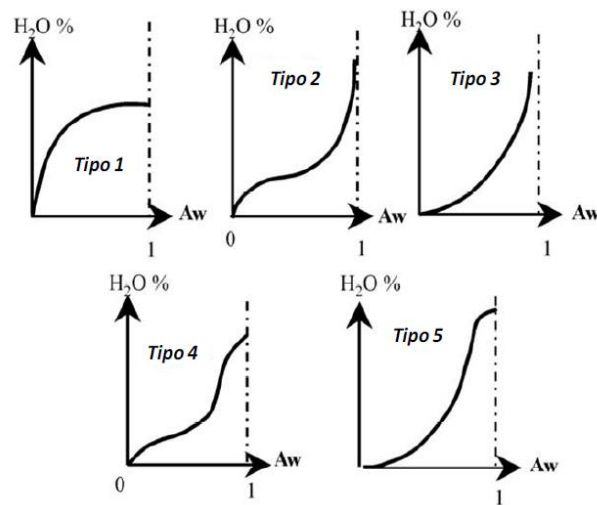 H₂O %
Tipo 1
Aw
1
H₂O %
Tipo 2
Aw
0
1
H₂O %
Tipo 3
Aw
1
H₂O %
Tipo 4
Aw
0
1
H₂O %
Tipo 5
Aw
1